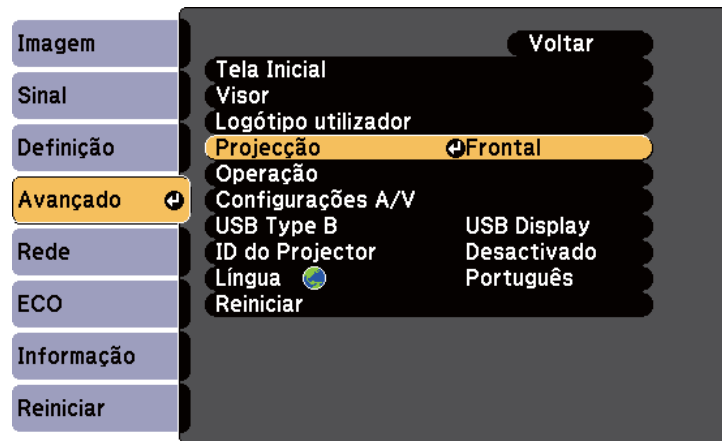 Imagem
Sinal
Definição
Avançado
Rede
ECO
Informação
Reiniciar
Voltar
Tela Inicial
Visor
Logótipo utilizador
Projecção Frontal
Operação
Configurações A/V
USB Type B USB Display
ID do Projector Desactivado
Língua Português
Reiniciar